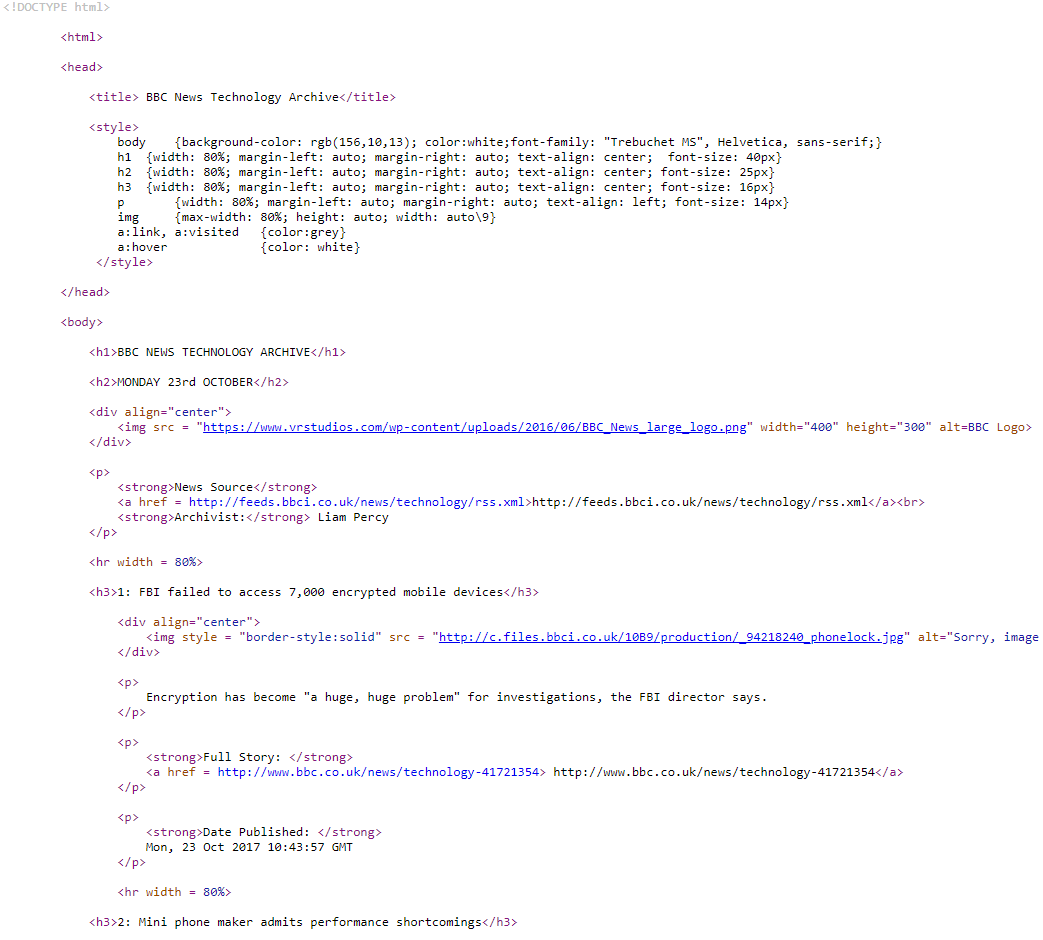 <!DOCTYPE html>
<html>
<head>
<title> BBC News Technology Archive</title>
<style>
body    {background-color: rgb(156,10,13); color:white;font-family: "Trebuchet MS", Helvetica, sans-serif;}
h1  {width: 80%; margin-left: auto; margin-right: auto; text-align: center;  font-size: 40px}
h2  {width: 80%; margin-left: auto; margin-right: auto; text-align: center; font-size: 25px}
h3  {width: 80%; margin-left: auto; margin-right: auto; text-align: center; font-size: 16px}
p       {width: 80%; margin-left: auto; margin-right: auto; text-align: left; font-size: 14px}
img     {max-width: 80%; height: auto; width: auto\9}
a:link, a:visited   {color:grey}
a:hover             {color: white}
</style>
</head>
<body>
<h1>BBC NEWS TECHNOLOGY ARCHIVE</h1>
<h2>MONDAY 23rd OCTOBER</h2>
<div align="center">
<img src = "https://www.vrstudios.com/wp-content/uploads/2016/06/BBC_News_large_logo.png" width="400" height="300" alt=BBC Logo>
</div>
<p>
<strong>News Source</strong>
<a href = http://feeds.bbci.co.uk/news/technology/rss.xml>http://feeds.bbci.co.uk/news/technology/rss.xml</a><br>
<strong>Archivist:</strong> Liam Percy
</p>
<hr width = 80%>
<h3>1: FBI failed to access 7,000 encrypted mobile devices</h3>
<div align="center">
<img style = "border-style:solid" src = "http://c.files.bbci.co.uk/10B9/production/_94218240_phonelock.jpg" alt="Sorry, image
</div>
<p>
Encryption has become "a huge, huge problem" for investigations, the FBI director says.
</p>
<p>
<strong>Full Story: </strong>
<a href = http://www.bbc.co.uk/news/technology-41721354> http://www.bbc.co.uk/news/technology-41721354</a>
</p>
<p>
<strong>Date Published: </strong>
Mon, 23 Oct 2017 10:43:57 GMT
</p>
<hr width = 80%>
<h3>2: Mini phone maker admits performance shortcomings</h3>